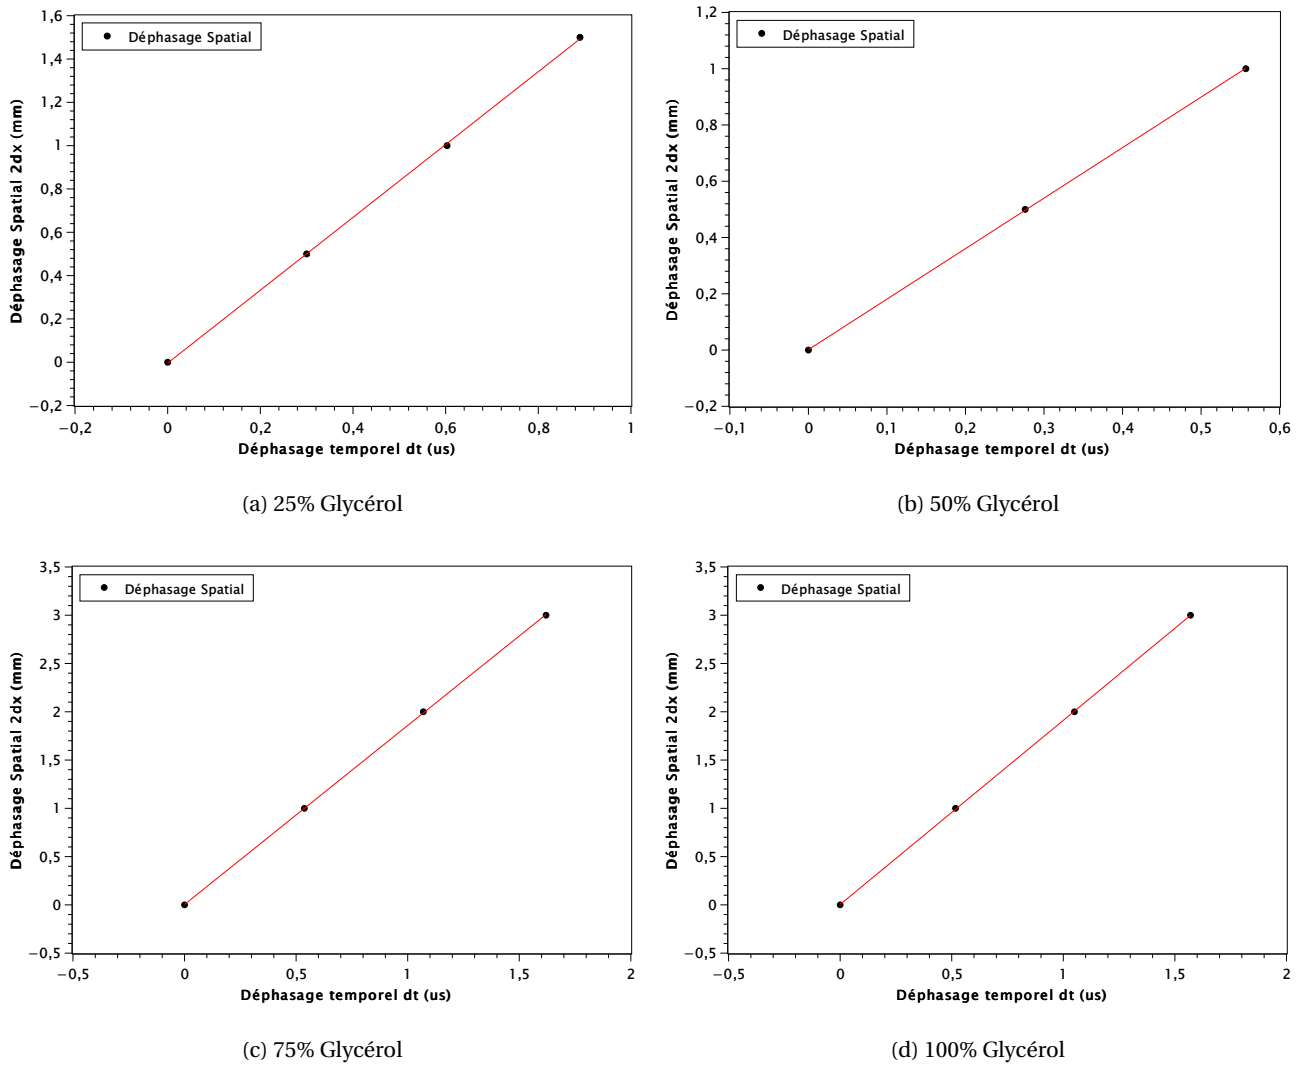 Déphasage Spatial
1,6
1,4
1,2
1
0,8
0,6
0,4
0,2
0
−0,2
Déphasage Spatial 2dx (mm)
−0,2 0 0,2 0,4 0,6 0,8 1
Déphasage temporel dt (us)
(a) 25% Glycérol
Déphasage Spatial
1,2
1
0,8
0,6
0,4
0,2
0
−0,2
Déphasage Spatial 2dx (mm)
−0,1 0 0,1 0,2 0,3 0,4 0,5 0,6
Déphasage temporel dt (us)
(b) 50% Glycérol
Déphasage Spatial
3,5
3
2,5
2
1,5
1
0,5
0
−0,5
Déphasage Spatial 2dx (mm)
−0,5 0 0,5 1 1,5 2
Déphasage temporel dt (us)
(c) 75% Glycérol
Déphasage Spatial
3,5
3
2,5
2
1,5
1
0,5
0
−0,5
Déphasage Spatial 2dx (mm)
−0,5 0 0,5 1 1,5 2
Déphasage temporel dt (us)
(d) 100% Glycérol